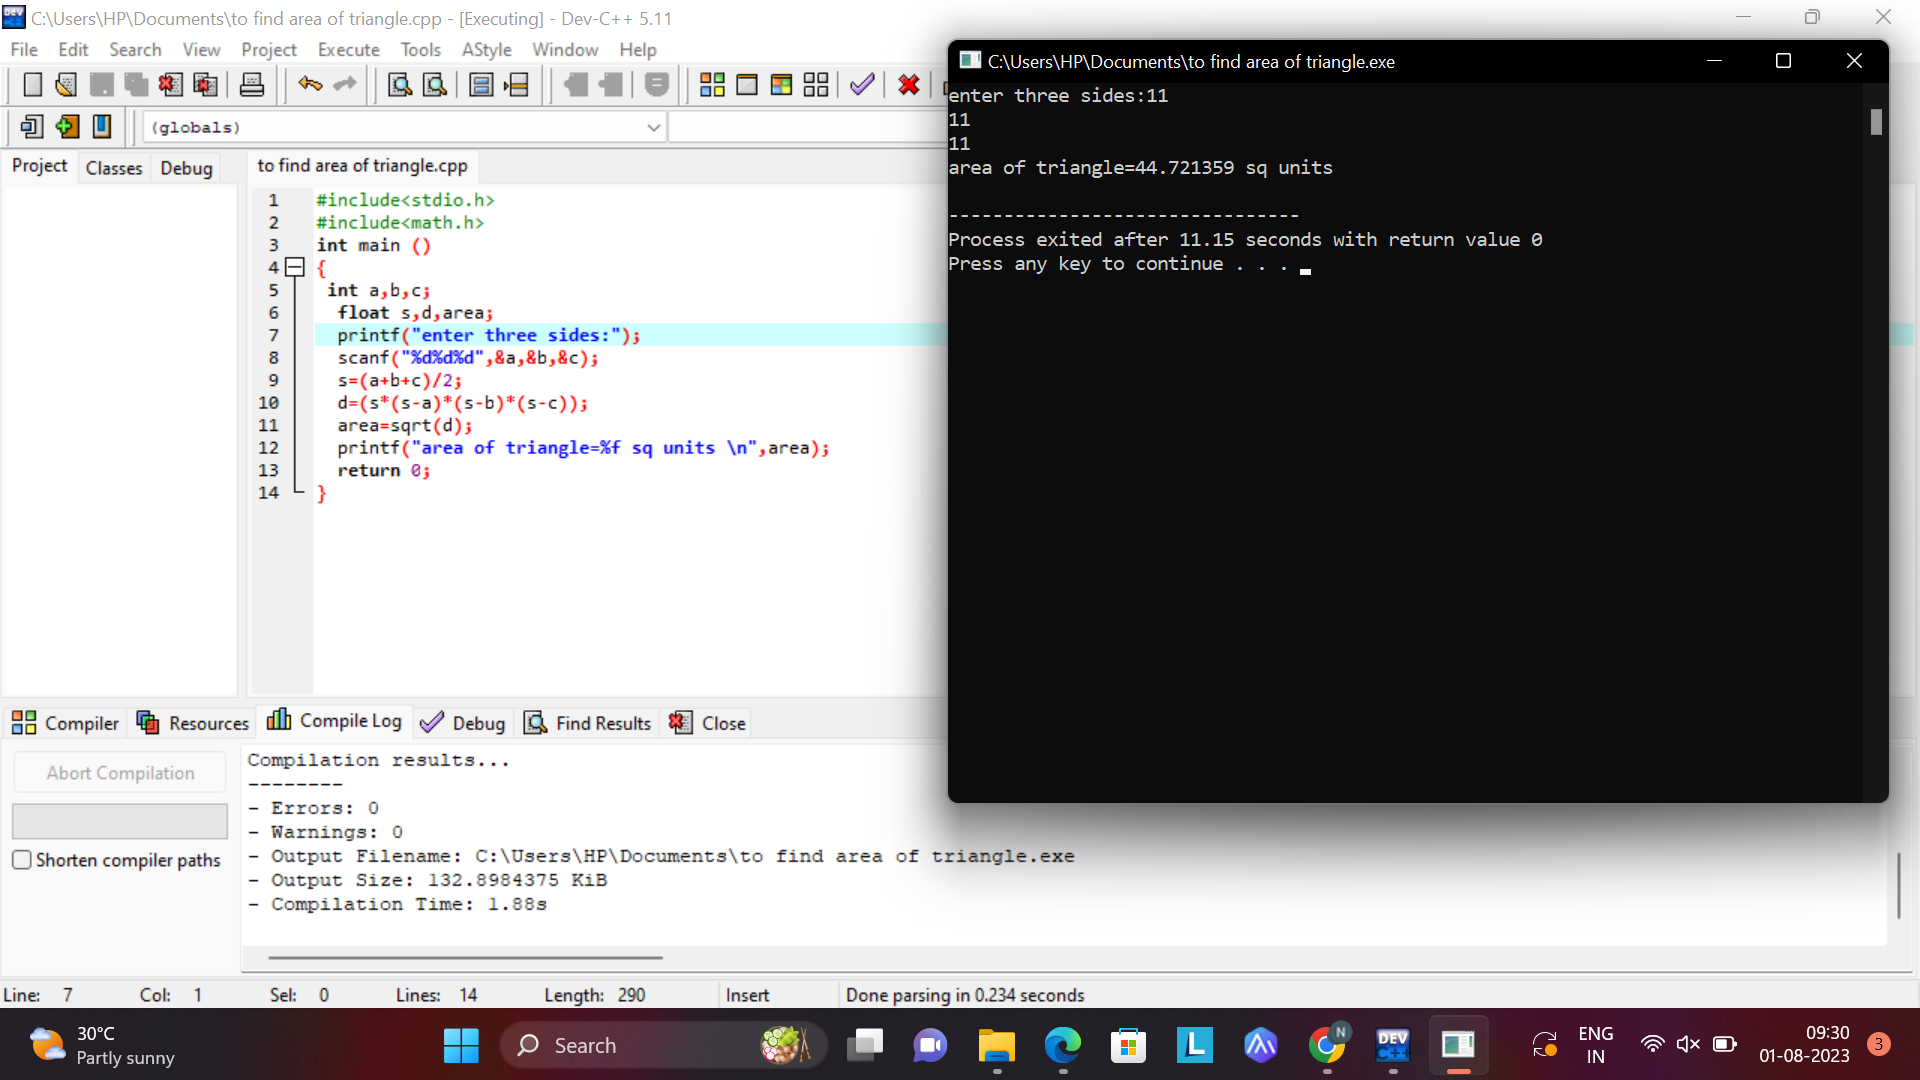 C:\Users\HP\Documents\to find area of triangle.cpp - [Executing] - Dev-C++ 5.11
File Edit Search View Project Execute Tools AStyle Window Help
(globals)
Project Classes Debug
to find area of triangle.cpp
1 #include<stdio.h>
2 #include<math.h>
3 int main ()
4 {
5 int a,b,c;
6 float s,d,area;
7 printf("enter three sides:");
8 scanf("%d%d%d",&a,&b,&c);
9 s=(a+b+c)/2;
10 d=(s*(s-a)*(s-b)*(s-c));
11 area=sqrt(d);
12 printf("area of triangle=%f sq units \n",area);
13 return 0;
14 }
C:\Users\HP\Documents\to find area of triangle.exe
enter three sides:11
11
11
area of triangle=44.721359 sq units
--------------------------------
Process exited after 11.15 seconds with return value 0
Press any key to continue . . .
Compiler Resources Compile Log Debug Find Results Close
Abort Compilation
Shorten compiler paths
Compilation results...
--------
- Errors: 0
- Warnings: 0
- Output Filename: C:\Users\HP\Documents\to find area of triangle.exe
- Output Size: 132.8984375 KiB
- Compilation Time: 1.88s
Line: 7 Col: 1 Sel: 0 Lines: 14 Length: 290 Insert Done parsing in 0.234 seconds
30°C
Partly sunny
Search
L
N
DEV
C++
ENG
IN
09:30
01-08-2023
3